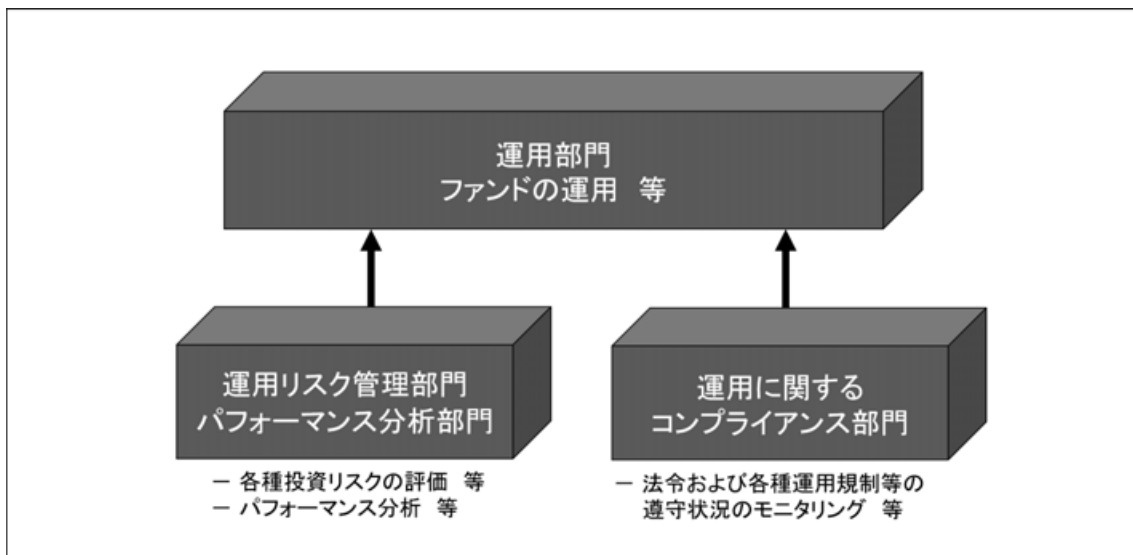 運用部門
ファンドの運用 等
運用リスク管理部門
パフォーマンス分析部門
－ 各種投資リスクの評価 等
－ パフォーマンス分析 等
運用に関する
コンプライアンス部門
－ 法令および各種運用規制等の
遵守状況のモニタリング 等